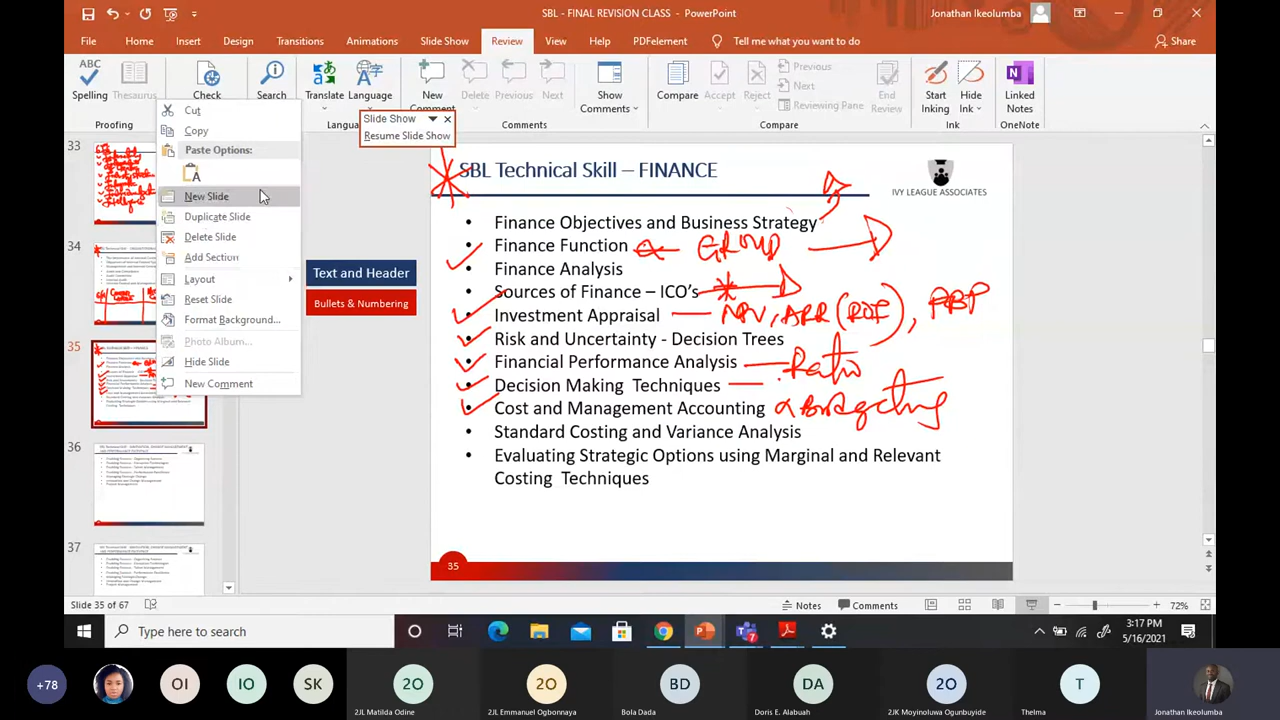 SBL - FINAL REVISION CLASS - PowerPoint
Jonathan Ikeolumba
File Home Insert Design Transitions Animations Slide Show Review View Help PDFelement Tell me what you want to do Share
ABC
Spelling Thesaurus Check Search Translate Language New Comment Delete Previous Next Show Comments Compare Accept Reject Previous Next Reviewing Pane End Review Start Inking Hide Ink Linked Notes
Proofing Comments Compare Ink OneNote
Slide Show
Resume Slide Show
Cut
Copy
Paste Options:
New Slide
Duplicate Slide
Delete Slide
Add Section
Layout
Reset Slide
Format Background...
Photo Album...
Hide Slide
New Comment
33
34
35
36
37
Text and Header
Bullets & Numbering
SBL Technical Skill – FINANCE
IVY LEAGUE ASSOCIATES
• Finance Objectives and Business Strategy
• Finance Function GROUP
• Finance Analysis
• Sources of Finance – ICO's
• Investment Appraisal — NPV, ARR (ROE), PBP
• Risk and Uncertainty - Decision Trees
• Financial Performance Analysis — Ratio
• Decision Making Techniques
• Cost and Management Accounting & Budgeting
• Standard Costing and Variance Analysis
• Evaluating Strategic Options using Marginal and Relevant
Costing Techniques
35
Slide 35 of 67
Notes Comments 72%
Type here to search
3:17 PM
5/16/2021
+78 OI IO SK 2O 2O BD DA 2O T
2JL Matilda Odine 2JL Emmanuel Ogbonnaya Bola Dada Doris E. Alabuah 2JK Moyinoluwa Ogunbuyide Thelma Jonathan Ikeolumba